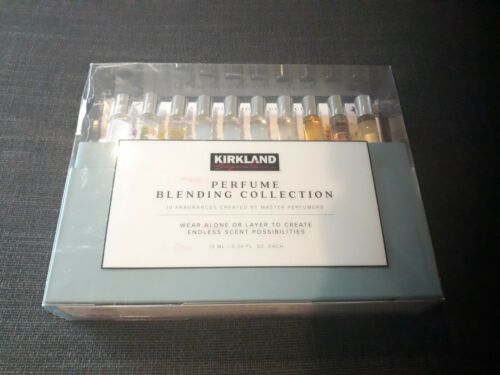 KIRKLAND
Signature
PERFUME
BLENDING COLLECTION
10 FRAGRANCES CREATED BY MASTER PERFUMERS
WEAR ALONE OR LAYER TO CREATE
ENDLESS SCENT POSSIBILITIES
10 ML / 0.34 FL. OZ. EACH